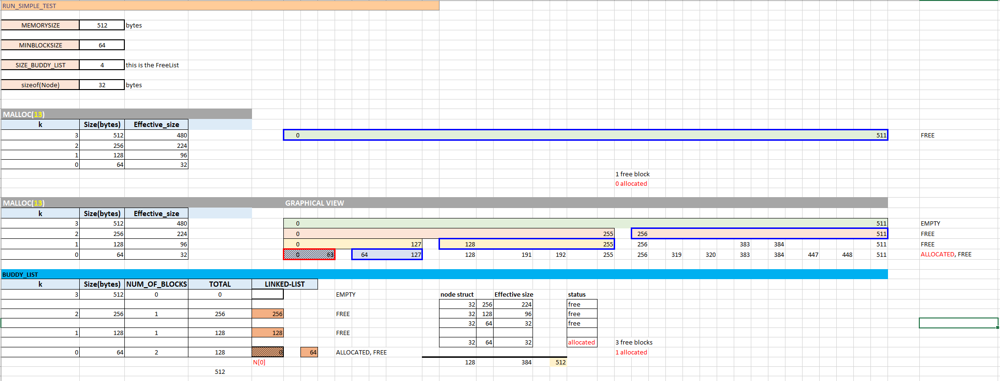 RUN_SIMPLE_TEST
MEMORYSIZE 512 bytes
MINBLOCKSIZE 64
SIZE_BUDDY_LIST 4 this is the FreeList
sizeof(Node) 32 bytes
MALLOC(13)
k Size(bytes) Effective_size
3 512 480 0 511 FREE
2 256 224
1 128 96
0 64 32
1 free block
0 allocated
MALLOC(13) GRAPHICAL VIEW
k Size(bytes) Effective_size
3 512 480 0 511 EMPTY
2 256 224 0 255 256 511 FREE
1 128 96 0 127 128 255 256 383 384 511 FREE
0 64 32 0 63 64 127 128 191 192 255 256 319 320 383 384 447 448 511 ALLOCATED, FREE
BUDDY_LIST
k Size(bytes) NUM_OF_BLOCKS TOTAL LINKED-LIST
3 512 0 0 EMPTY node struct Effective size status
32 256 224 free
2 256 1 256 256 FREE 32 128 96 free
32 64 32 free
1 128 1 128 128 FREE
32 64 32 allocated 3 free blocks
0 64 2 128 0 64 ALLOCATED, FREE 1 allocated
N[0] 128 384 512
512